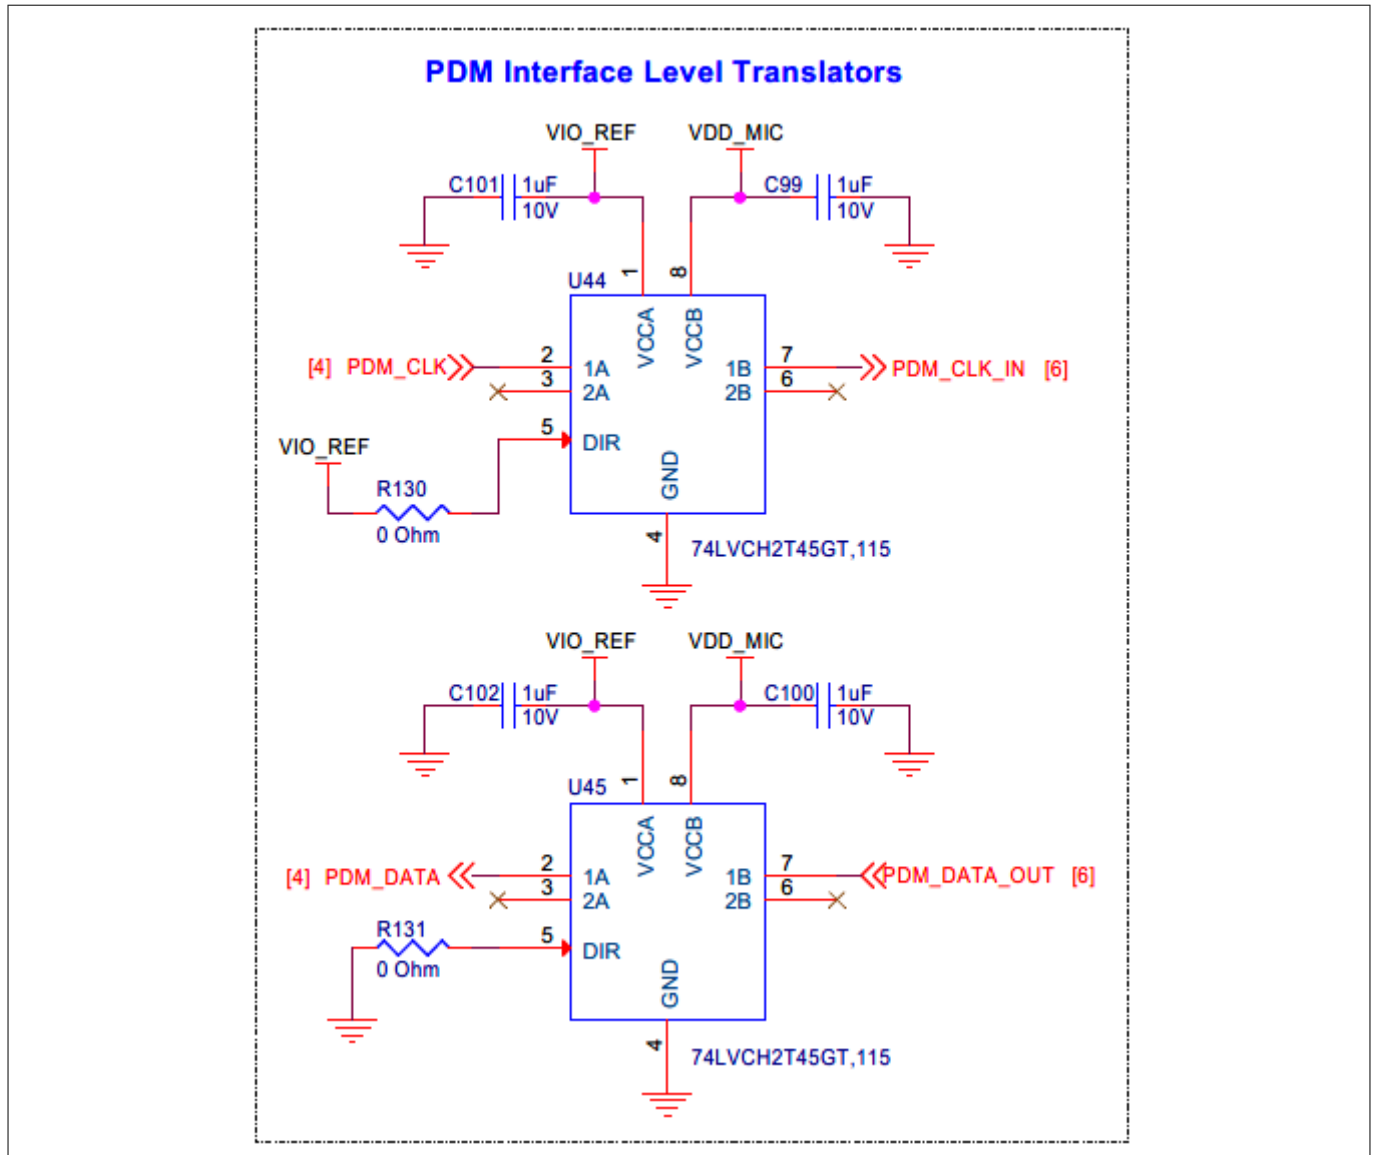 PDM Interface Level Translators
VIO_REF VDD_MIC
C101 1uF C99 1uF
10V 10V
1 8
U44
VCCA VCCB
[4] PDM_CLK 2 1A 1B 7 PDM_CLK_IN [6]
3 2A 2B 6
5 DIR
VIO_REF
R130
0 Ohm
GND
4
74LVCH2T45GT,115
VIO_REF VDD_MIC
C102 1uF C100 1uF
10V 10V
1 8
U45
VCCA VCCB
[4] PDM_DATA 2 1A 1B 7 PDM_DATA_OUT [6]
3 2A 2B 6
R131 5 DIR
0 Ohm
GND
4
74LVCH2T45GT,115